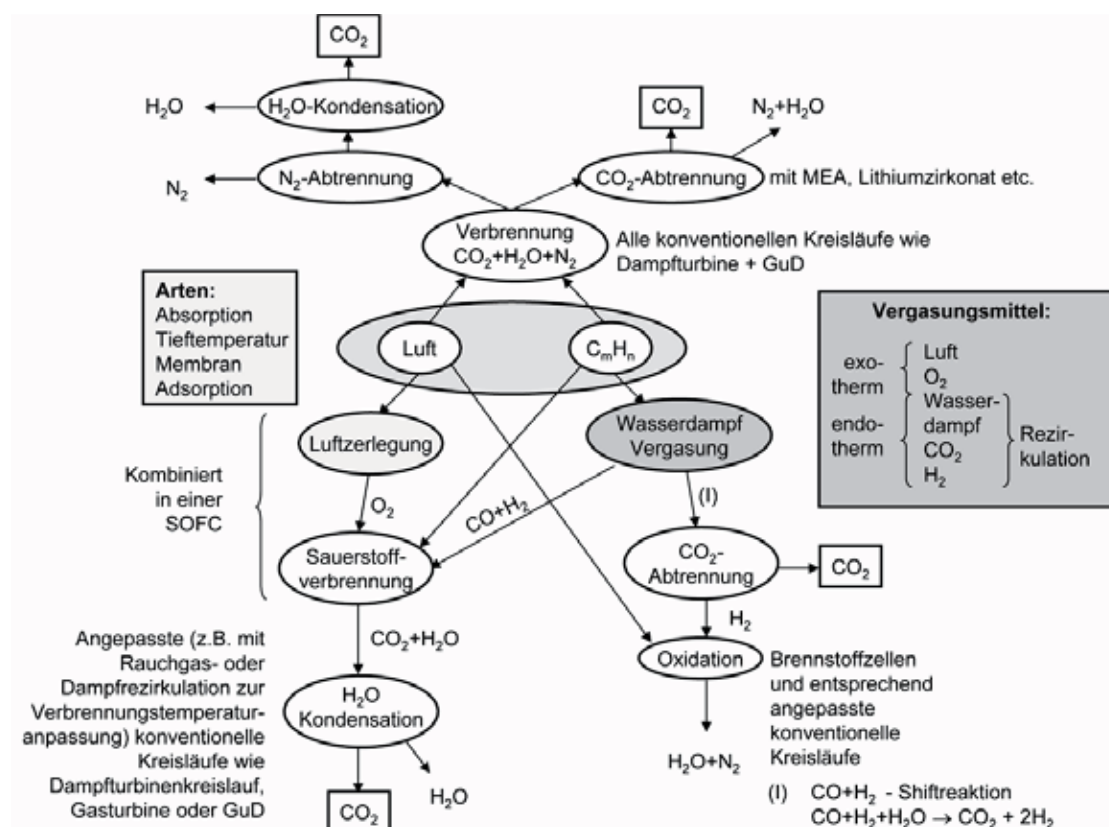 CO₂
H₂O
H₂O-Kondensation
CO₂
N₂+H₂O
N₂
N₂-Abtrennung
CO₂-Abtrennung
mit MEA, Lithiumzirkonat etc.
Verbrennung
CO₂+H₂O+N₂
Alle konventionellen Kreisläufe wie
Dampfturbine + GuD
Arten:
Absorption
Tieftemperatur
Membran
Adsorption
Luft
CₘHₙ
Vergasungsmittel:
exo-
therm
Luft
O₂
endo-
therm
Wasser-
dampf
CO₂
H₂
Rezir-
kulation
Luftzerlegung
Wasserdampf
Vergasung
Kombiniert
in einer
SOFC
O₂
CO+H₂
(I)
Sauerstoff-
verbrennung
CO₂-
Abtrennung
CO₂
H₂
CO₂+H₂O
Oxidation
Angepasste (z.B. mit
Rauchgas- oder
Dampfrezirkulation zur
Verbrennungstemperatur-
anpassung) konventionelle
Kreisläufe wie
Dampfturbinenkreislauf,
Gasturbine oder GuD
H₂O
Kondensation
H₂O
CO₂
Brennstoffzellen
und entsprechend
angepasste
konventionelle
Kreisläufe
H₂O+N₂
(I) CO+H₂ - Shiftreaktion
CO+H₂+H₂O → CO₂ + 2H₂